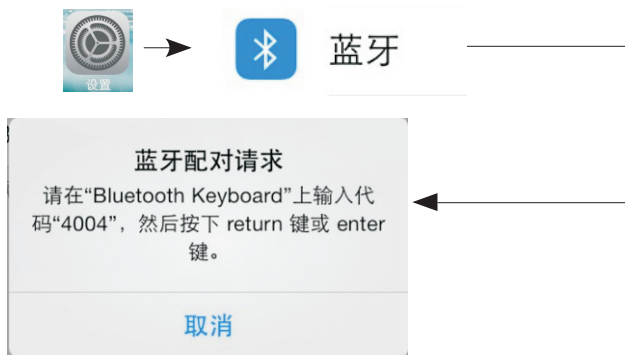 设置
蓝牙
蓝牙配对请求
请在“Bluetooth Keyboard”上输入代
码“4004”，然后按下 return 键或 enter
键。
取消